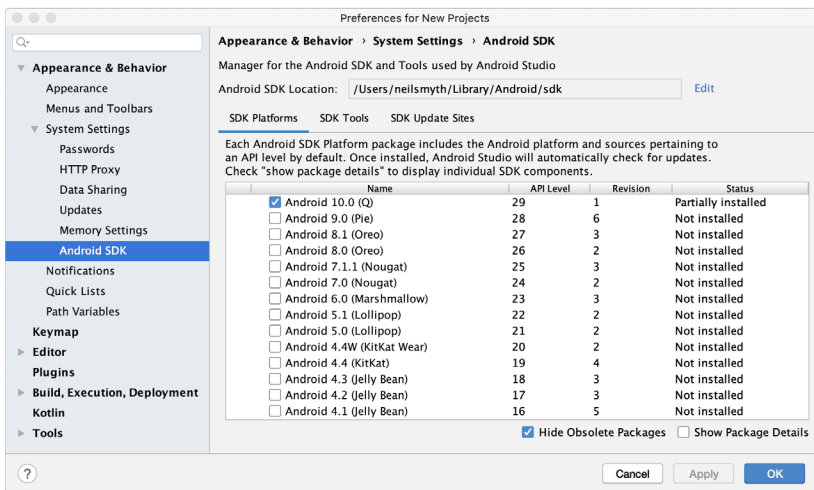 Preferences for New Projects
Appearance & Behavior › System Settings › Android SDK
Manager for the Android SDK and Tools used by Android Studio
Android SDK Location: /Users/neilsmyth/Library/Android/sdk Edit
SDK Platforms SDK Tools SDK Update Sites
Each Android SDK Platform package includes the Android platform and sources pertaining to
an API level by default. Once installed, Android Studio will automatically check for updates.
Check "show package details" to display individual SDK components.
Name API Level Revision Status
Android 10.0 (Q) 29 1 Partially installed
Android 9.0 (Pie) 28 6 Not installed
Android 8.1 (Oreo) 27 3 Not installed
Android 8.0 (Oreo) 26 2 Not installed
Android 7.1.1 (Nougat) 25 3 Not installed
Android 7.0 (Nougat) 24 2 Not installed
Android 6.0 (Marshmallow) 23 3 Not installed
Android 5.1 (Lollipop) 22 2 Not installed
Android 5.0 (Lollipop) 21 2 Not installed
Android 4.4W (KitKat Wear) 20 2 Not installed
Android 4.4 (KitKat) 19 4 Not installed
Android 4.3 (Jelly Bean) 18 3 Not installed
Android 4.2 (Jelly Bean) 17 3 Not installed
Android 4.1 (Jelly Bean) 16 5 Not installed
Hide Obsolete Packages Show Package Details
Appearance & Behavior
Appearance
Menus and Toolbars
System Settings
Passwords
HTTP Proxy
Data Sharing
Updates
Memory Settings
Android SDK
Notifications
Quick Lists
Path Variables
Keymap
Editor
Plugins
Build, Execution, Deployment
Kotlin
Tools
? Cancel Apply OK